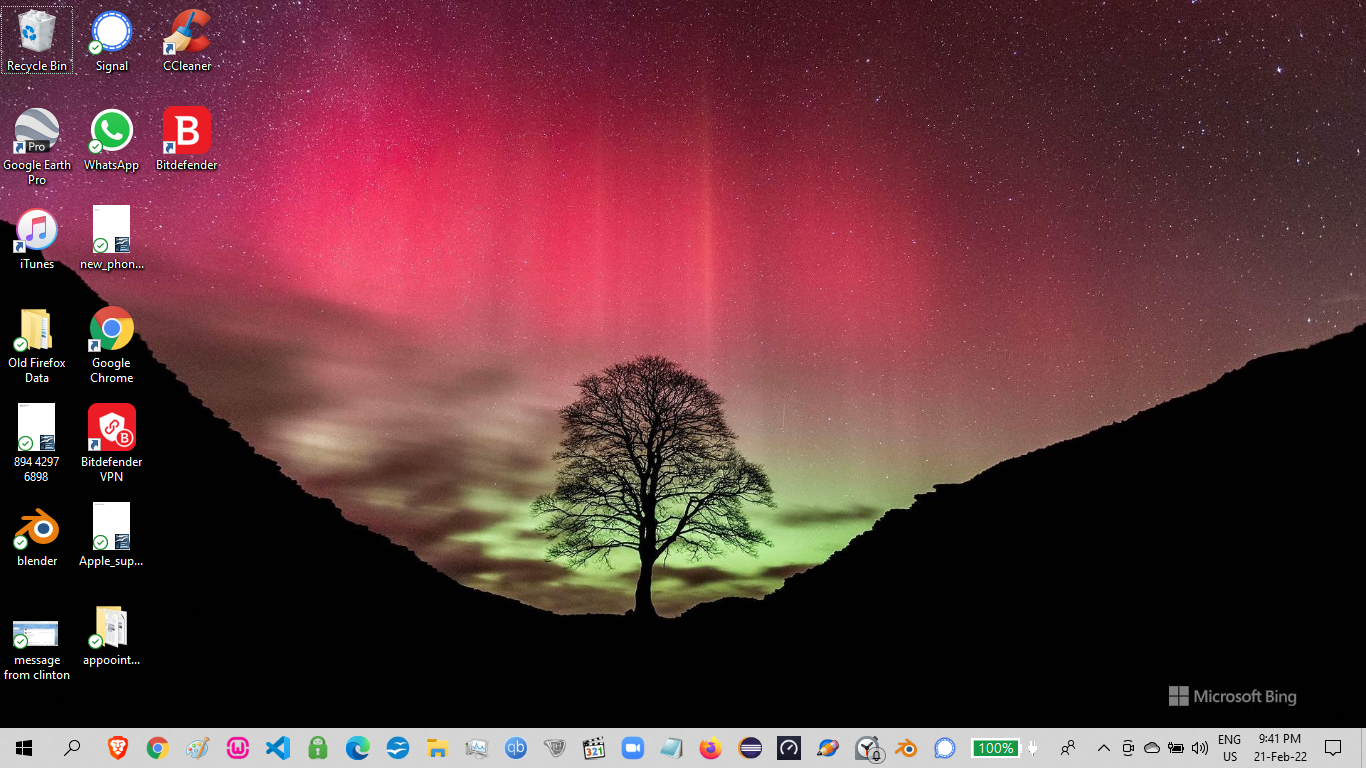 Recycle Bin
Signal
CCleaner
Pro
Google Earth
Pro
WhatsApp
B
Bitdefender
iTunes
new_phon...
Old Firefox
Data
Google
Chrome
894 4297
6898
B
Bitdefender
VPN
blender
Apple_sup...
message
from clinton
appooint...
Microsoft Bing
qb
321
100%
ENG
US
9:41 PM
21-Feb-22